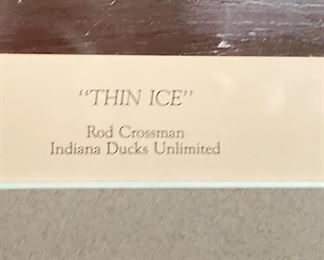 "THIN ICE"
Rod Crossman
Indiana Ducks Unlimited